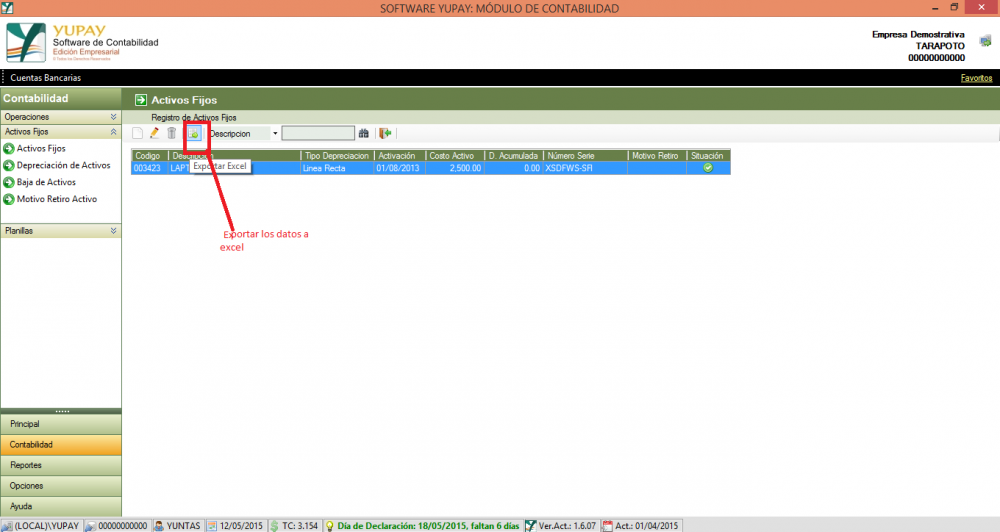 SOFTWARE YUPAY: MÓDULO DE CONTABILIDAD
YUPAY
Software de Contabilidad
Edición Empresarial
© Todos los Derechos Reservados
Empresa Demostrativa
TARAPOTO
00000000000
Cuentas Bancarias
Favoritos
Contabilidad
Activos Fijos
Operaciones
Registro de Activos Fijos
Activos Fijos
Descripcion
Activos Fijos
Depreciación de Activos
Baja de Activos
Motivo Retiro Activo
Planillas
Codigo
Tipo Depreciacion
Activación
Costo Activo
D. Acumulada
Número Serie
Motivo Retiro
Situación
003423
Exportar Excel
Linea Recta
01/08/2013
2,500.00
0.00
XSDFWS-SFI
Exportar los datos a
excel
Principal
Contabilidad
Reportes
Opciones
Ayuda
(LOCAL)\YUPAY
00000000000
YUNTAS
12/05/2015
TC: 3.154
Día de Declaración: 18/05/2015, faltan 6 días
Ver.Act.: 1.6.07
Act.: 01/04/2015